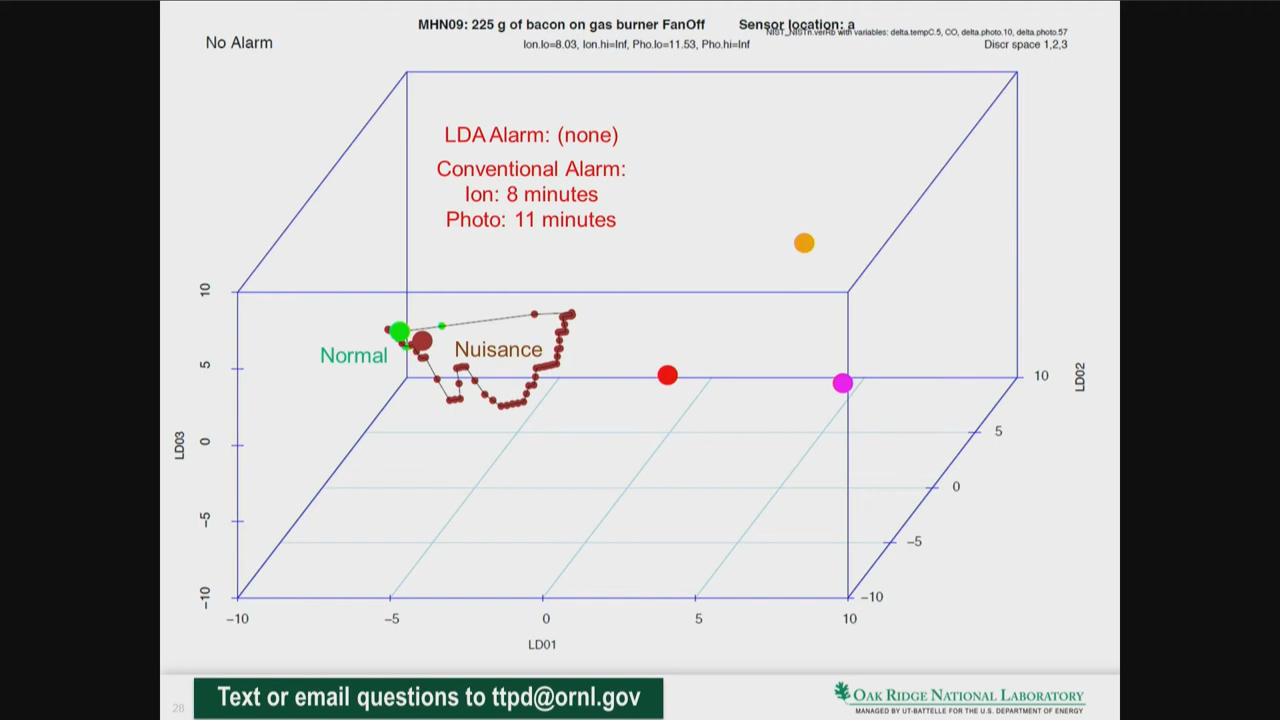 MHN09: 225 g of bacon on gas burner FanOff Sensor location: a
NIST_NISTn.verRb with variables: delta.tempC.5, CO, delta.photo.10, delta.photo.57
No Alarm
Ion.lo=8.03, Ion.hi=Inf, Pho.lo=11.53, Pho.hi=Inf
Discr space 1,2,3
LDA Alarm: (none)
Conventional Alarm:
Ion: 8 minutes
Photo: 11 minutes
Normal
Nuisance
10
5
0
−5
−10
LD03
10
5
0
−5
−10
LD02
−10
−5
0
5
10
LD01
28
Text or email questions to ttpd@ornl.gov
OAK RIDGE NATIONAL LABORATORY
MANAGED BY UT-BATTELLE FOR THE U.S. DEPARTMENT OF ENERGY